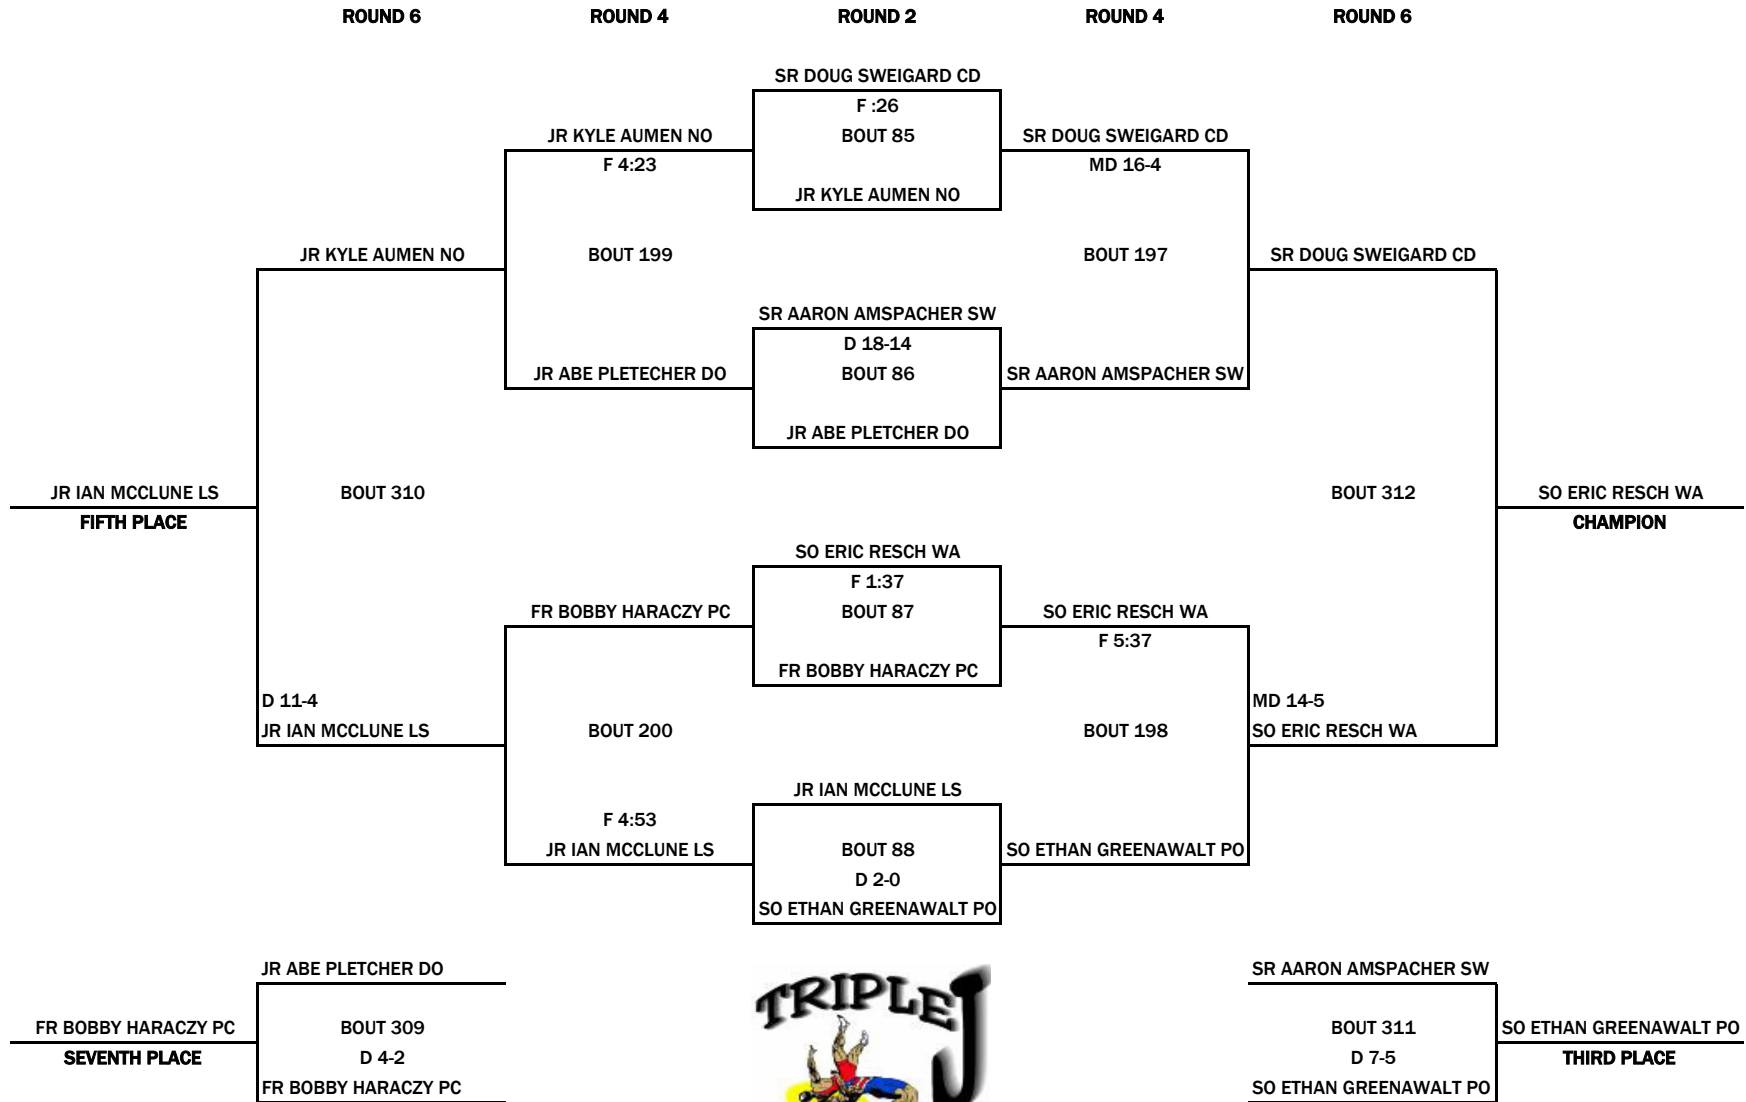 ROUND 6 ROUND 4 ROUND 2 ROUND 4 ROUND 6
SR DOUG SWEIGARD CD
F :26
JR KYLE AUMEN NO BOUT 85 SR DOUG SWEIGARD CD
F 4:23 MD 16-4
JR KYLE AUMEN NO
JR KYLE AUMEN NO BOUT 199 BOUT 197 SR DOUG SWEIGARD CD
SR AARON AMSPACHER SW
D 18-14
JR ABE PLETECHER DO BOUT 86 SR AARON AMSPACHER SW
JR ABE PLETCHER DO
JR IAN MCCLUNE LS BOUT 310 BOUT 312 SO ERIC RESCH WA
FIFTH PLACE CHAMPION
SO ERIC RESCH WA
F 1:37
FR BOBBY HARACZY PC BOUT 87 SO ERIC RESCH WA
F 5:37
FR BOBBY HARACZY PC
D 11-4 MD 14-5
JR IAN MCCLUNE LS BOUT 200 BOUT 198 SO ERIC RESCH WA
JR IAN MCCLUNE LS
F 4:53
JR IAN MCCLUNE LS BOUT 88 SO ETHAN GREENAWALT PO
D 2-0
SO ETHAN GREENAWALT PO
JR ABE PLETCHER DO SR AARON AMSPACHER SW
TRIPLE J
FR BOBBY HARACZY PC BOUT 309 BOUT 311 SO ETHAN GREENAWALT PO
SEVENTH PLACE D 4-2 D 7-5 THIRD PLACE
FR BOBBY HARACZY PC SO ETHAN GREENAWALT PO